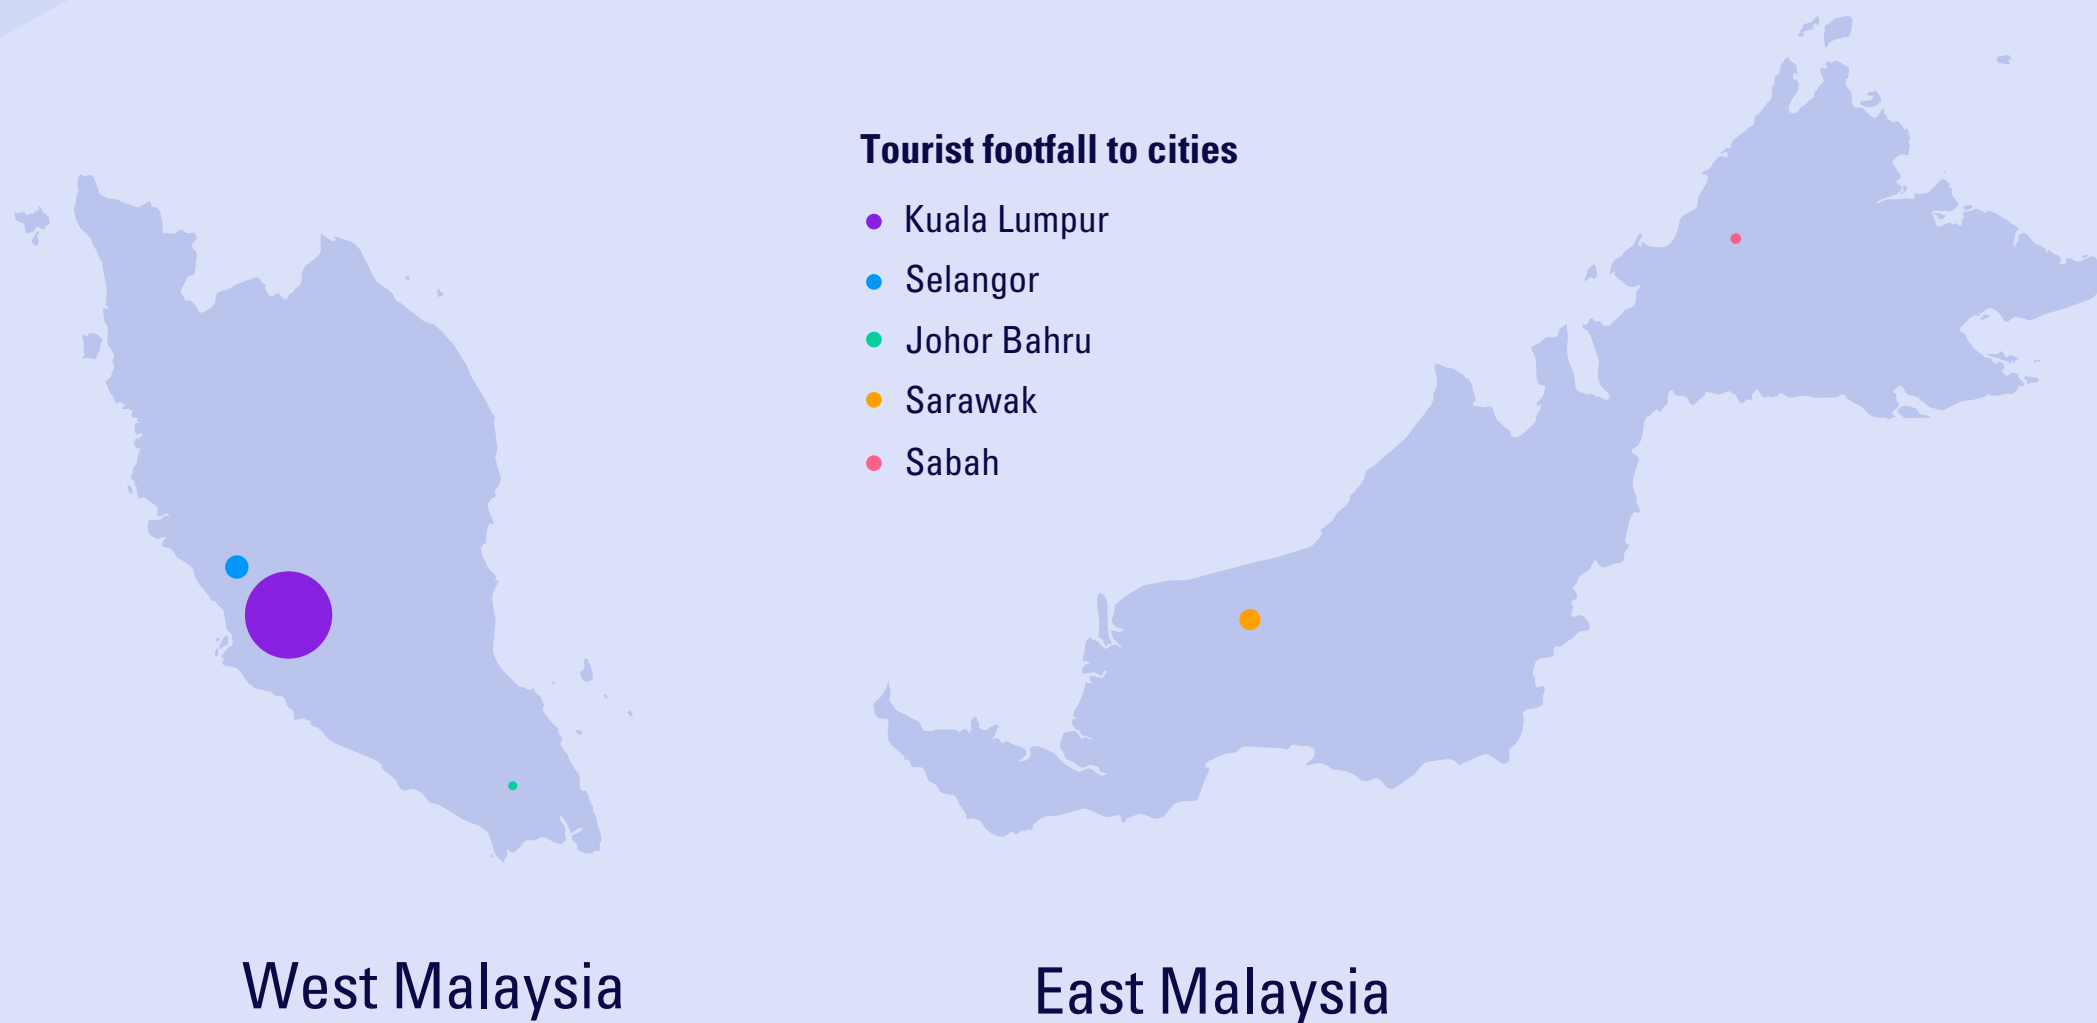 Tourist footfall to cities
Kuala Lumpur
Selangor
Johor Bahru
Sarawak
Sabah
West Malaysia
East Malaysia